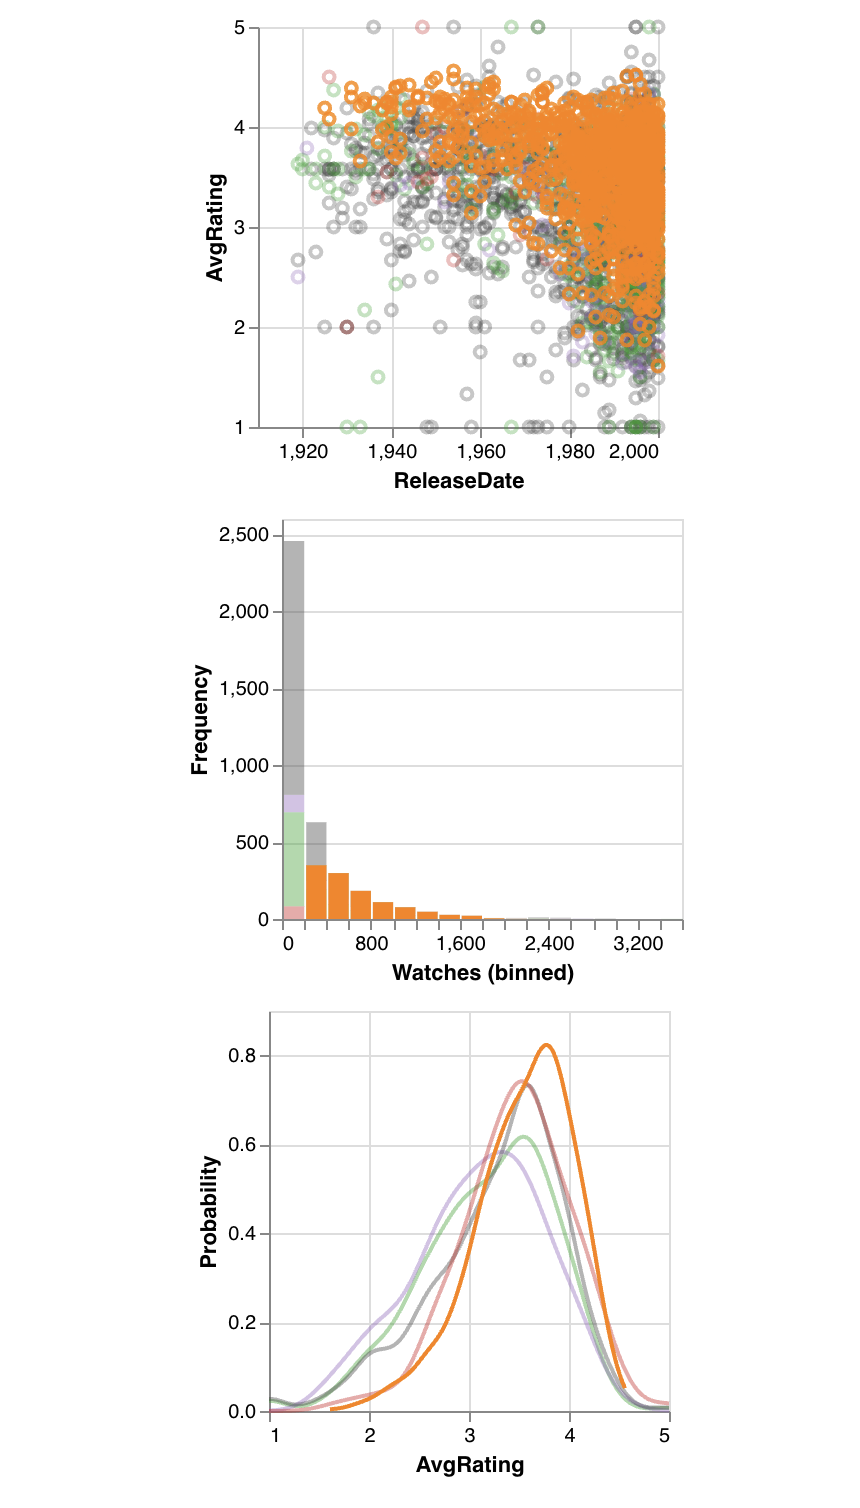 5
4
3
2
1
AvgRating
1,920 1,940 1,960 1,980 2,000
ReleaseDate
2,500
2,000
1,500
1,000
500
0
Frequency
0 800 1,600 2,400 3,200
Watches (binned)
0.8
0.6
0.4
0.2
0.0
Probability
1 2 3 4 5
AvgRating